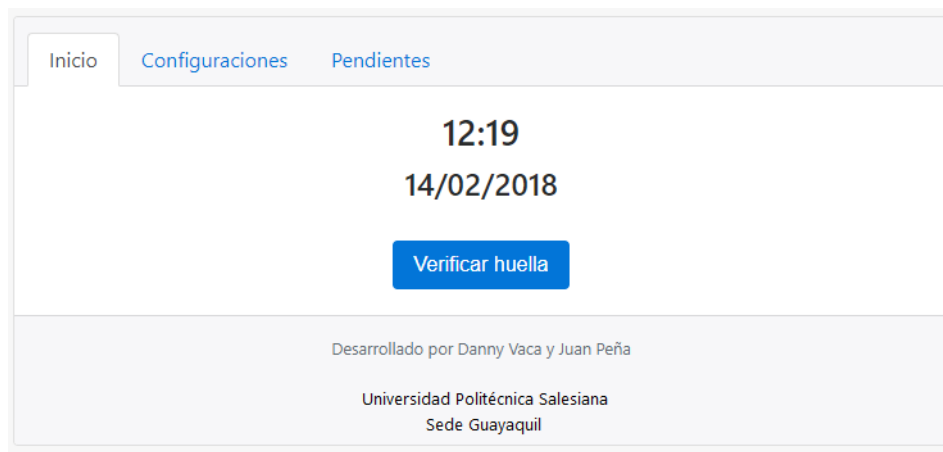 Inicio Configuraciones Pendientes
12:19
14/02/2018
Verificar huella
Desarrollado por Danny Vaca y Juan Peña
Universidad Politécnica Salesiana
Sede Guayaquil